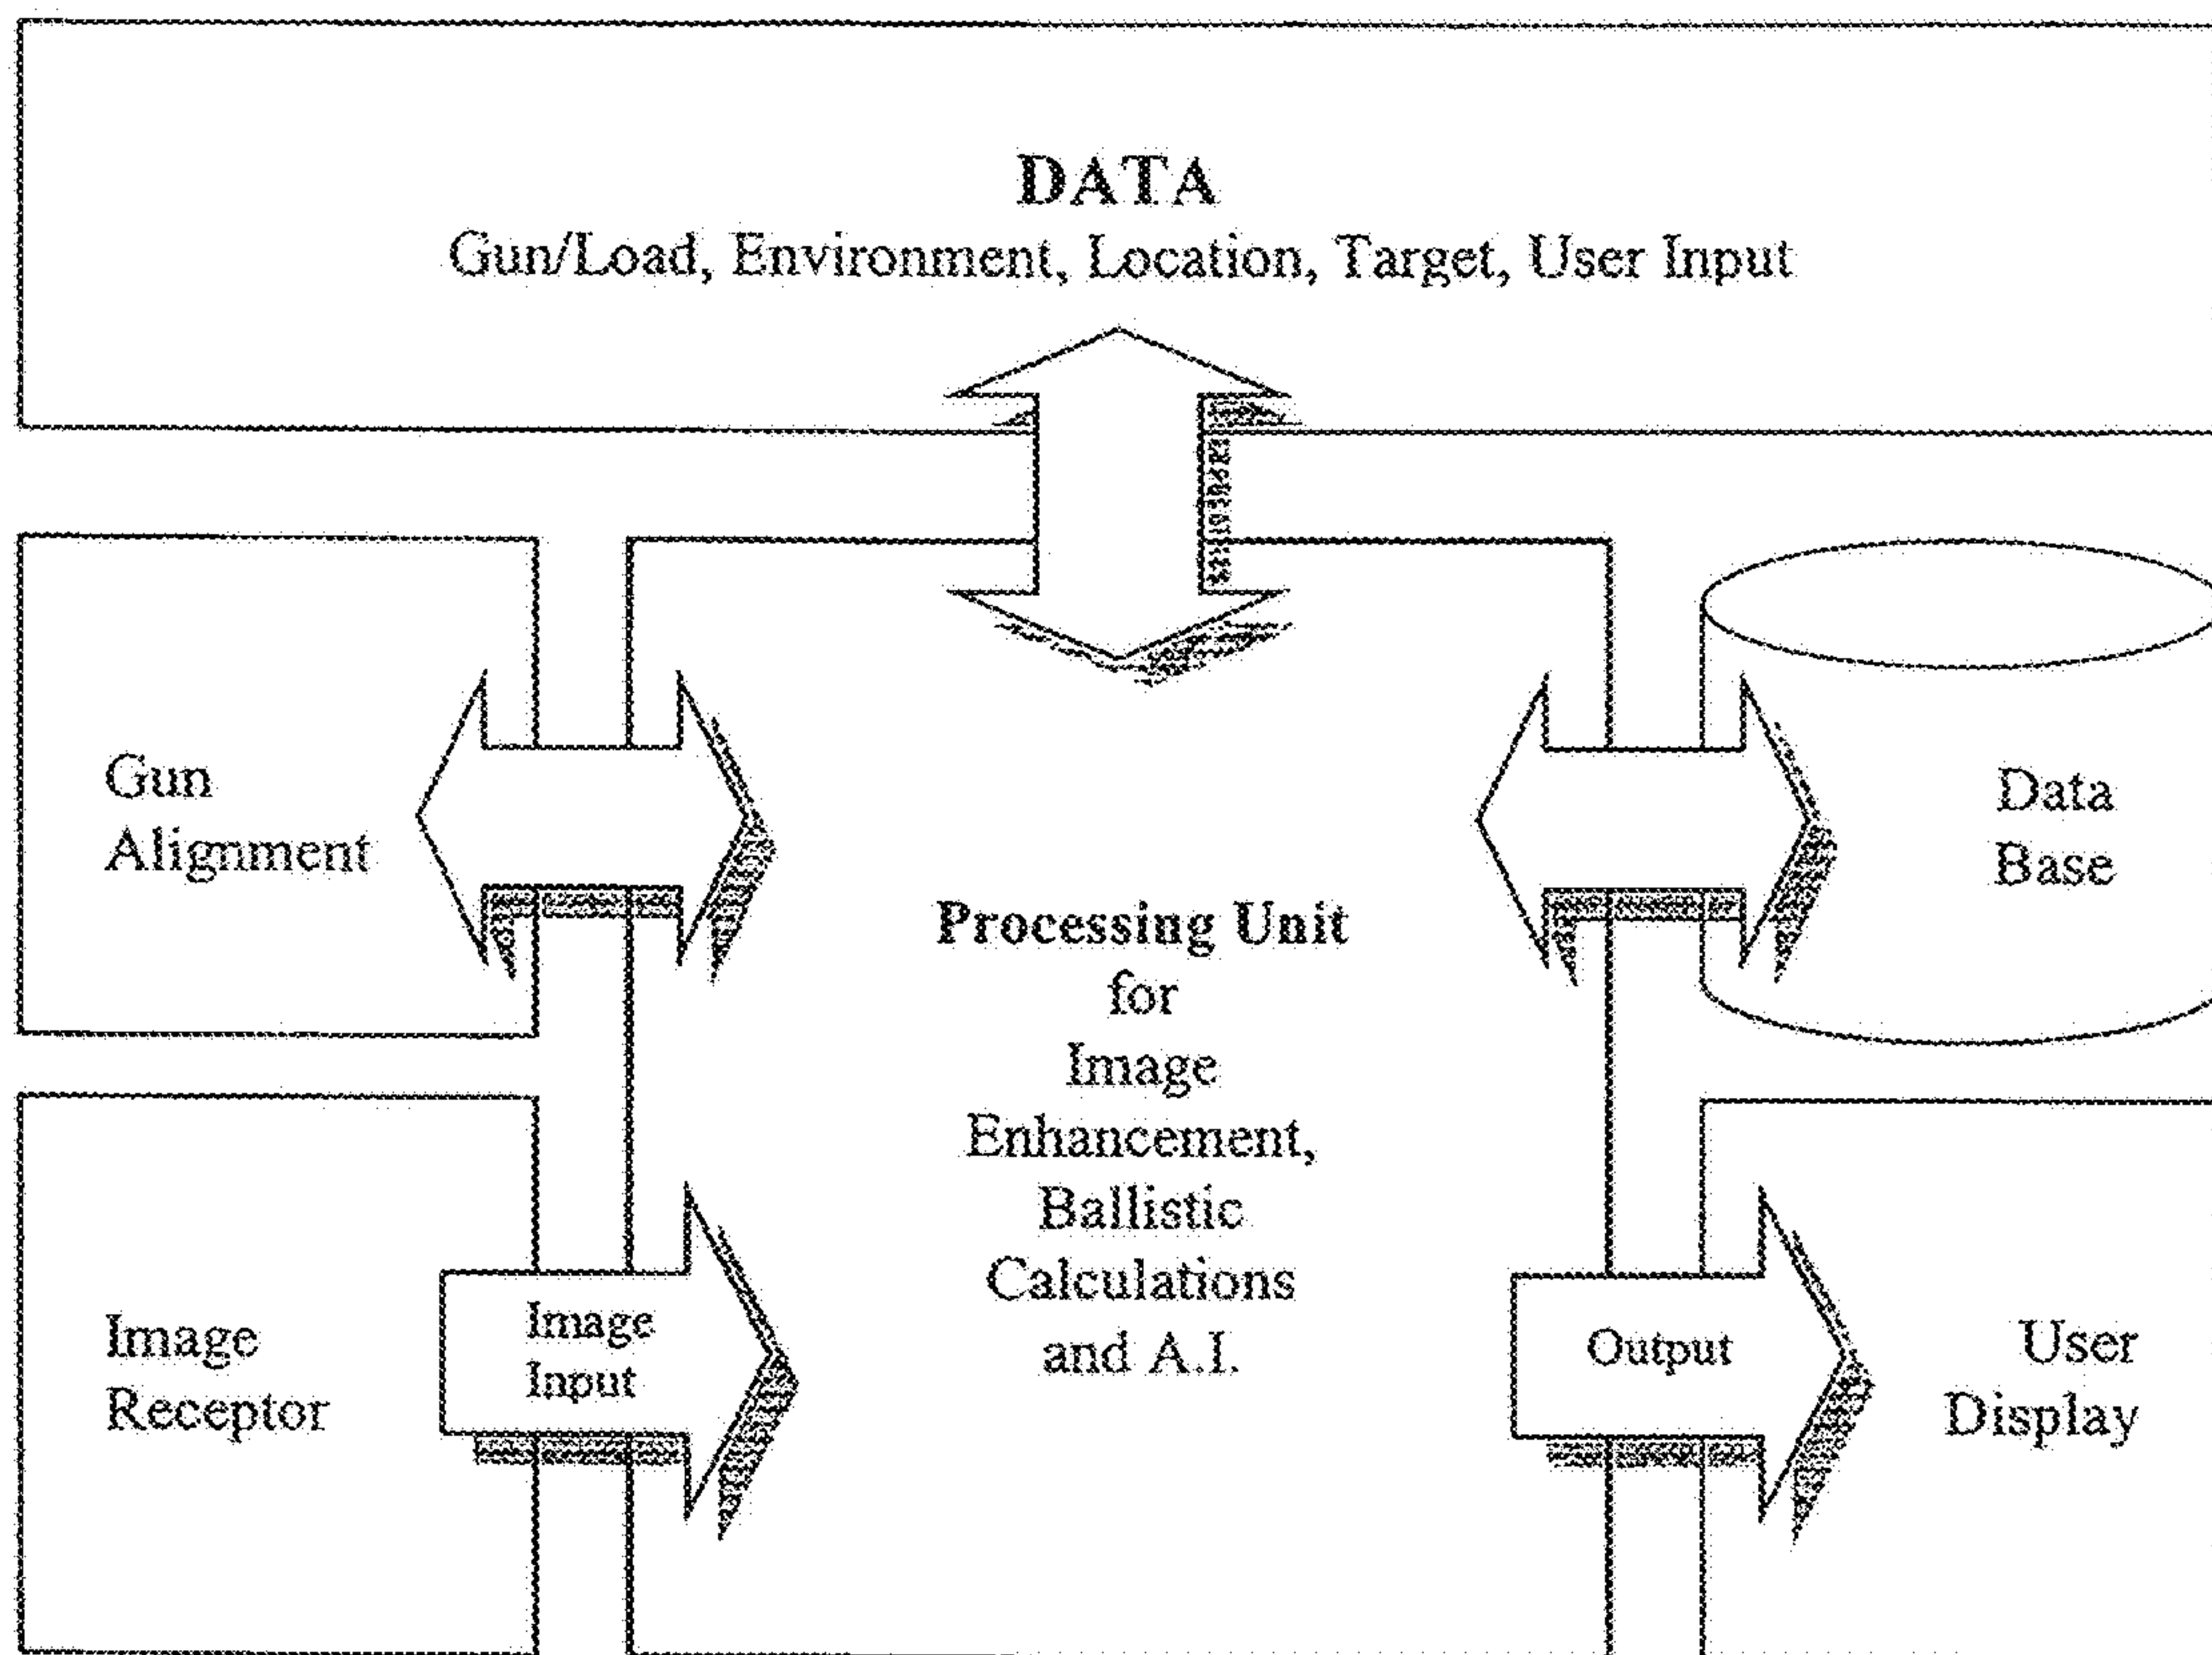 DATA
Gun/Load, Environment, Location, Target, User Input
Gun
Alignment
Data
Base
Processing Unit
for
Image
Enhancement,
Ballistic
Calculations
and A.I.
Image
Receptor
Image
Input
Output
User
Display